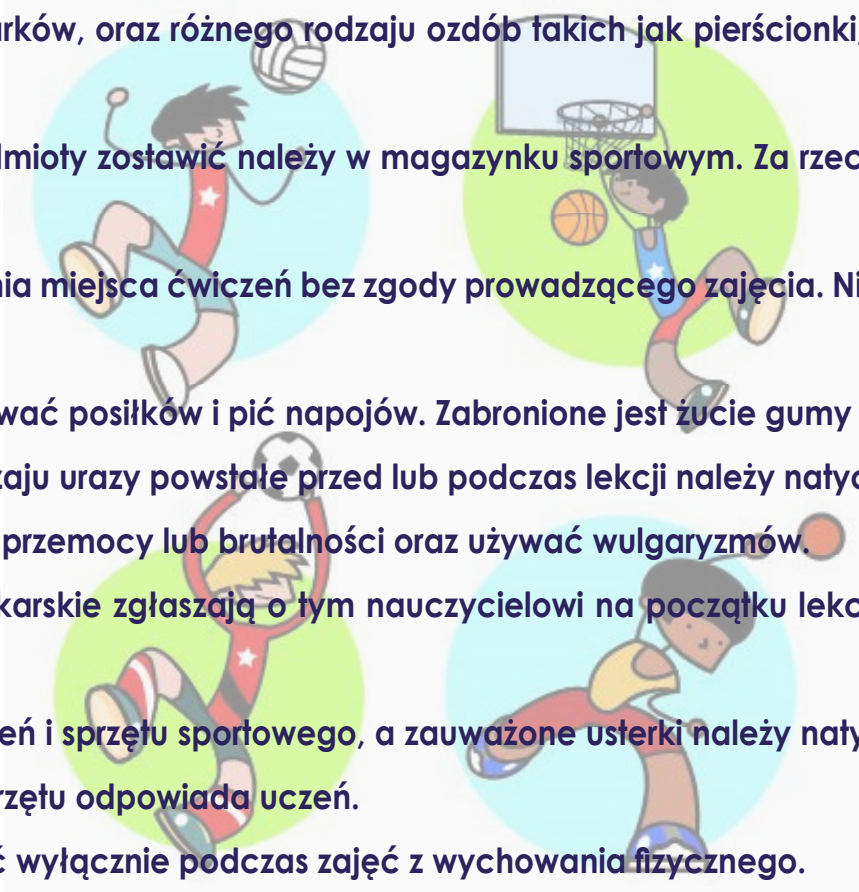 rków, oraz różnego rodzaju ozdób takich jak pierścionki,
dmioty zostawić należy w magazynku sportowym. Za rzec
nia miejsca ćwiczeń bez zgody prowadzącego zajęcia. Ni
wać posiłków i pić napojów. Zabronione jest żucie gumy
zaju urazy powstałe przed lub podczas lekcji należy natyc
przemocy lub brutalności oraz używać wulgaryzmów.
karskie zgłaszają o tym nauczycielowi na początku lekc
eń i sprzętu sportowego, a zauważone usterki należy naty
rzętu odpowiada uczeń.
ć wyłącznie podczas zajęć z wychowania fizycznego.